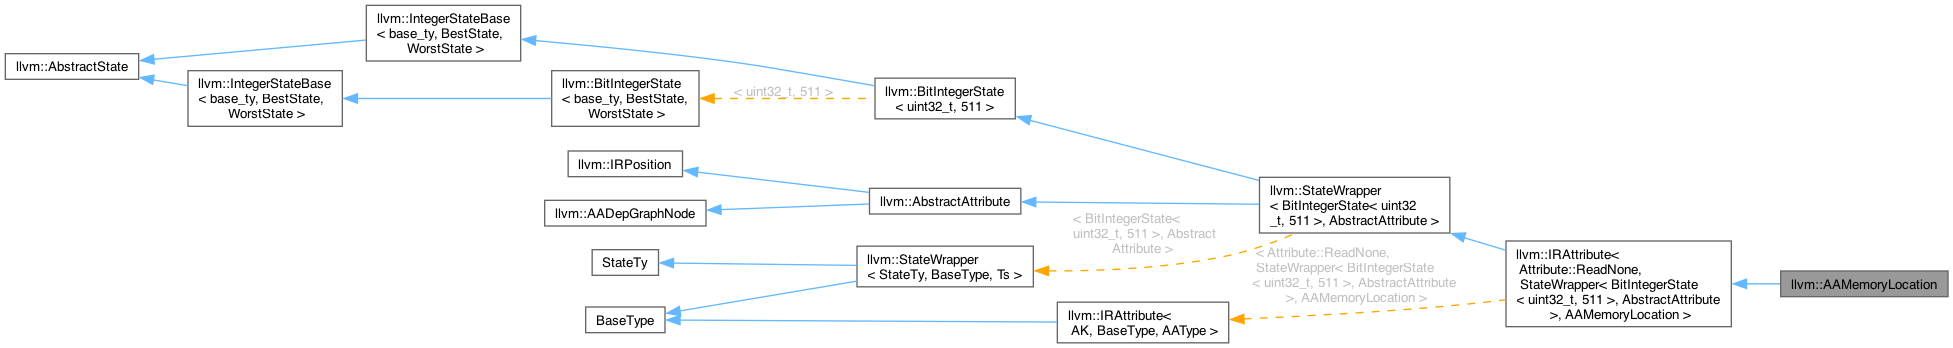 llvm::IntegerStateBase
< base_ty, BestState,
WorstState >
llvm::AbstractState
llvm::IntegerStateBase
< base_ty, BestState,
WorstState >
llvm::BitIntegerState
< base_ty, BestState,
WorstState >
< uint32_t, 511 >
llvm::BitIntegerState
< uint32_t, 511 >
llvm::IRPosition
llvm::AADepGraphNode
llvm::AbstractAttribute
llvm::StateWrapper
< BitIntegerState< uint32
_t, 511 >, AbstractAttribute >
< BitIntegerState<
uint32_t, 511 >, Abstract
Attribute >
StateTy
llvm::StateWrapper
< StateTy, BaseType, Ts >
< Attribute::ReadNone,
StateWrapper< BitIntegerState
< uint32_t, 511 >, AbstractAttribute
>, AAMemoryLocation >
BaseType
llvm::IRAttribute<
AK, BaseType, AAType >
llvm::IRAttribute<
Attribute::ReadNone,
StateWrapper< BitIntegerState
< uint32_t, 511 >, AbstractAttribute
>, AAMemoryLocation >
llvm::AAMemoryLocation